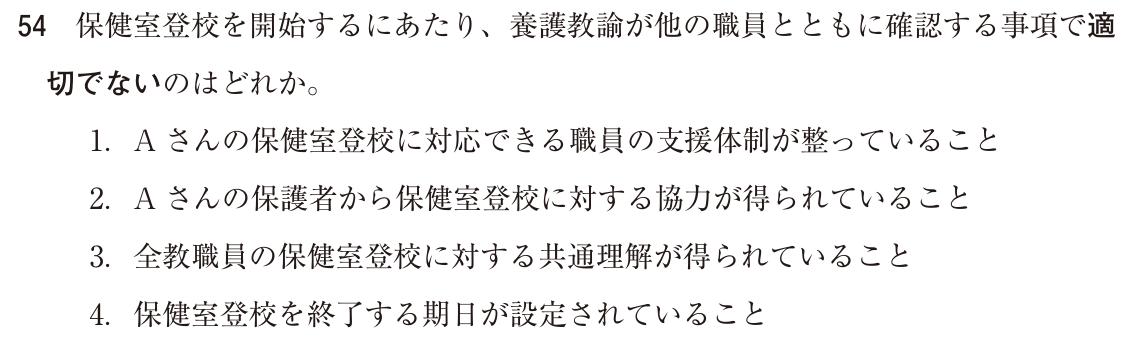 54　保健室登校を開始するにあたり、養護教諭が他の職員とともに確認する事項で適
切でないのはどれか。
1.　A さんの保健室登校に対応できる職員の支援体制が整っていること
2.　A さんの保護者から保健室登校に対する協力が得られていること
3.　全教職員の保健室登校に対する共通理解が得られていること
4.　保健室登校を終了する期日が設定されていること